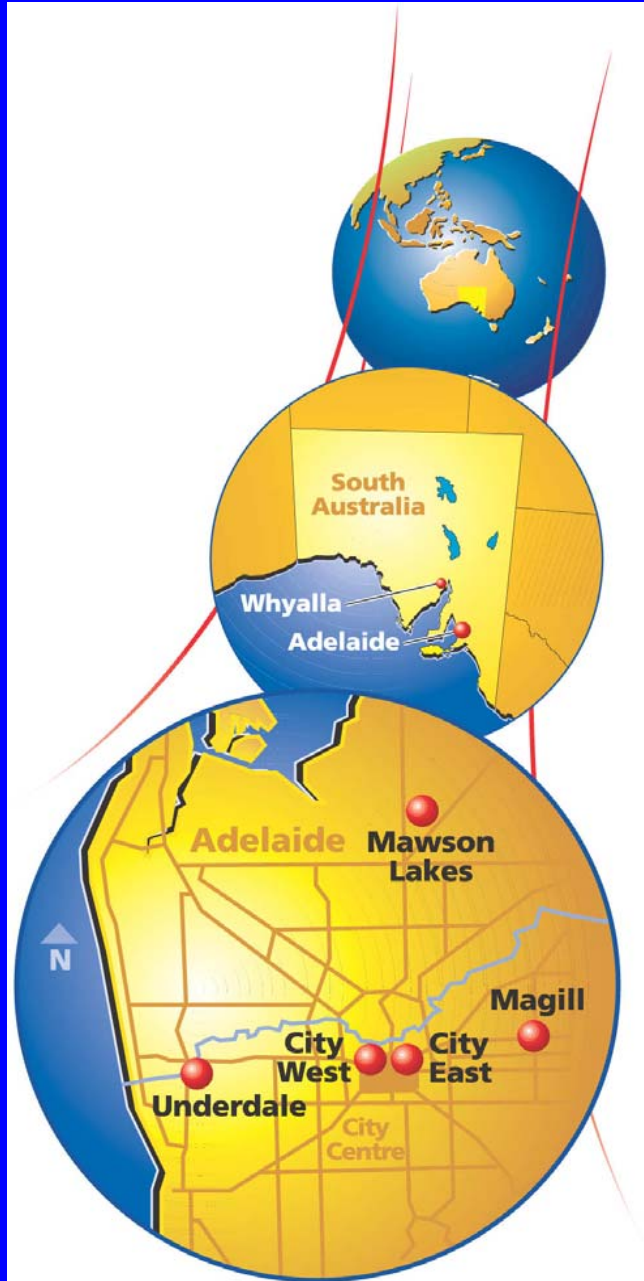 South
Australia
Whyalla
Adelaide
Adelaide
Mawson
Lakes
N
Magill
City
West
City
East
Underdale
City
Centre